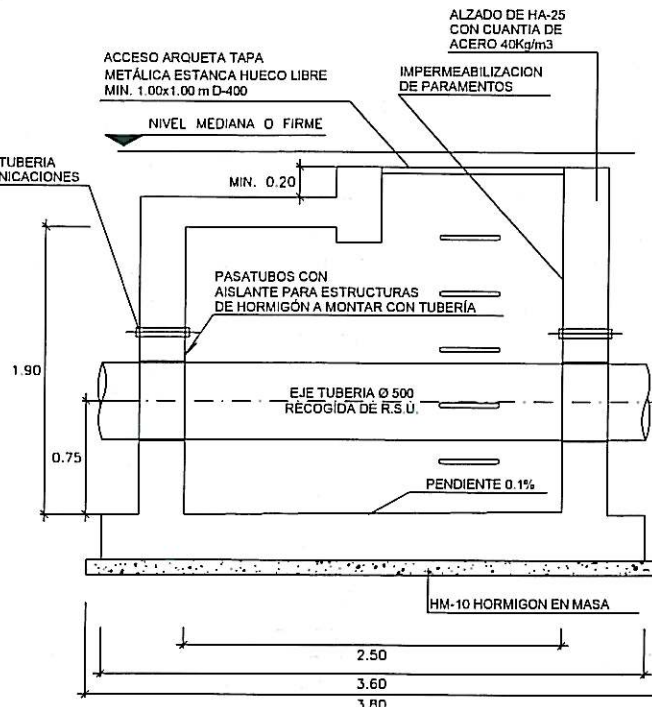 ALZADO DE HA-25
CON CUANTIA DE
ACERO 40Kg/m3
ACCESO ARQUETA TAPA
METÁLICA ESTANCA HUECO LIBRE
MIN. 1.00x1.00 m D-400
IMPERMEABILIZACION
DE PARAMENTOS
NIVEL MEDIANA O FIRME
TUBERIA
NICACIONES
MIN. 0.20
PASATUBOS CON
AISLANTE PARA ESTRUCTURAS
DE HORMIGÓN A MONTAR CON TUBERÍA
1.90
EJE TUBERIA Ø 500
RECOGIDA DE R.S.U.
0.75
PENDIENTE 0.1%
HM-10 HORMIGON EN MASA
2.50
3.60
3.80